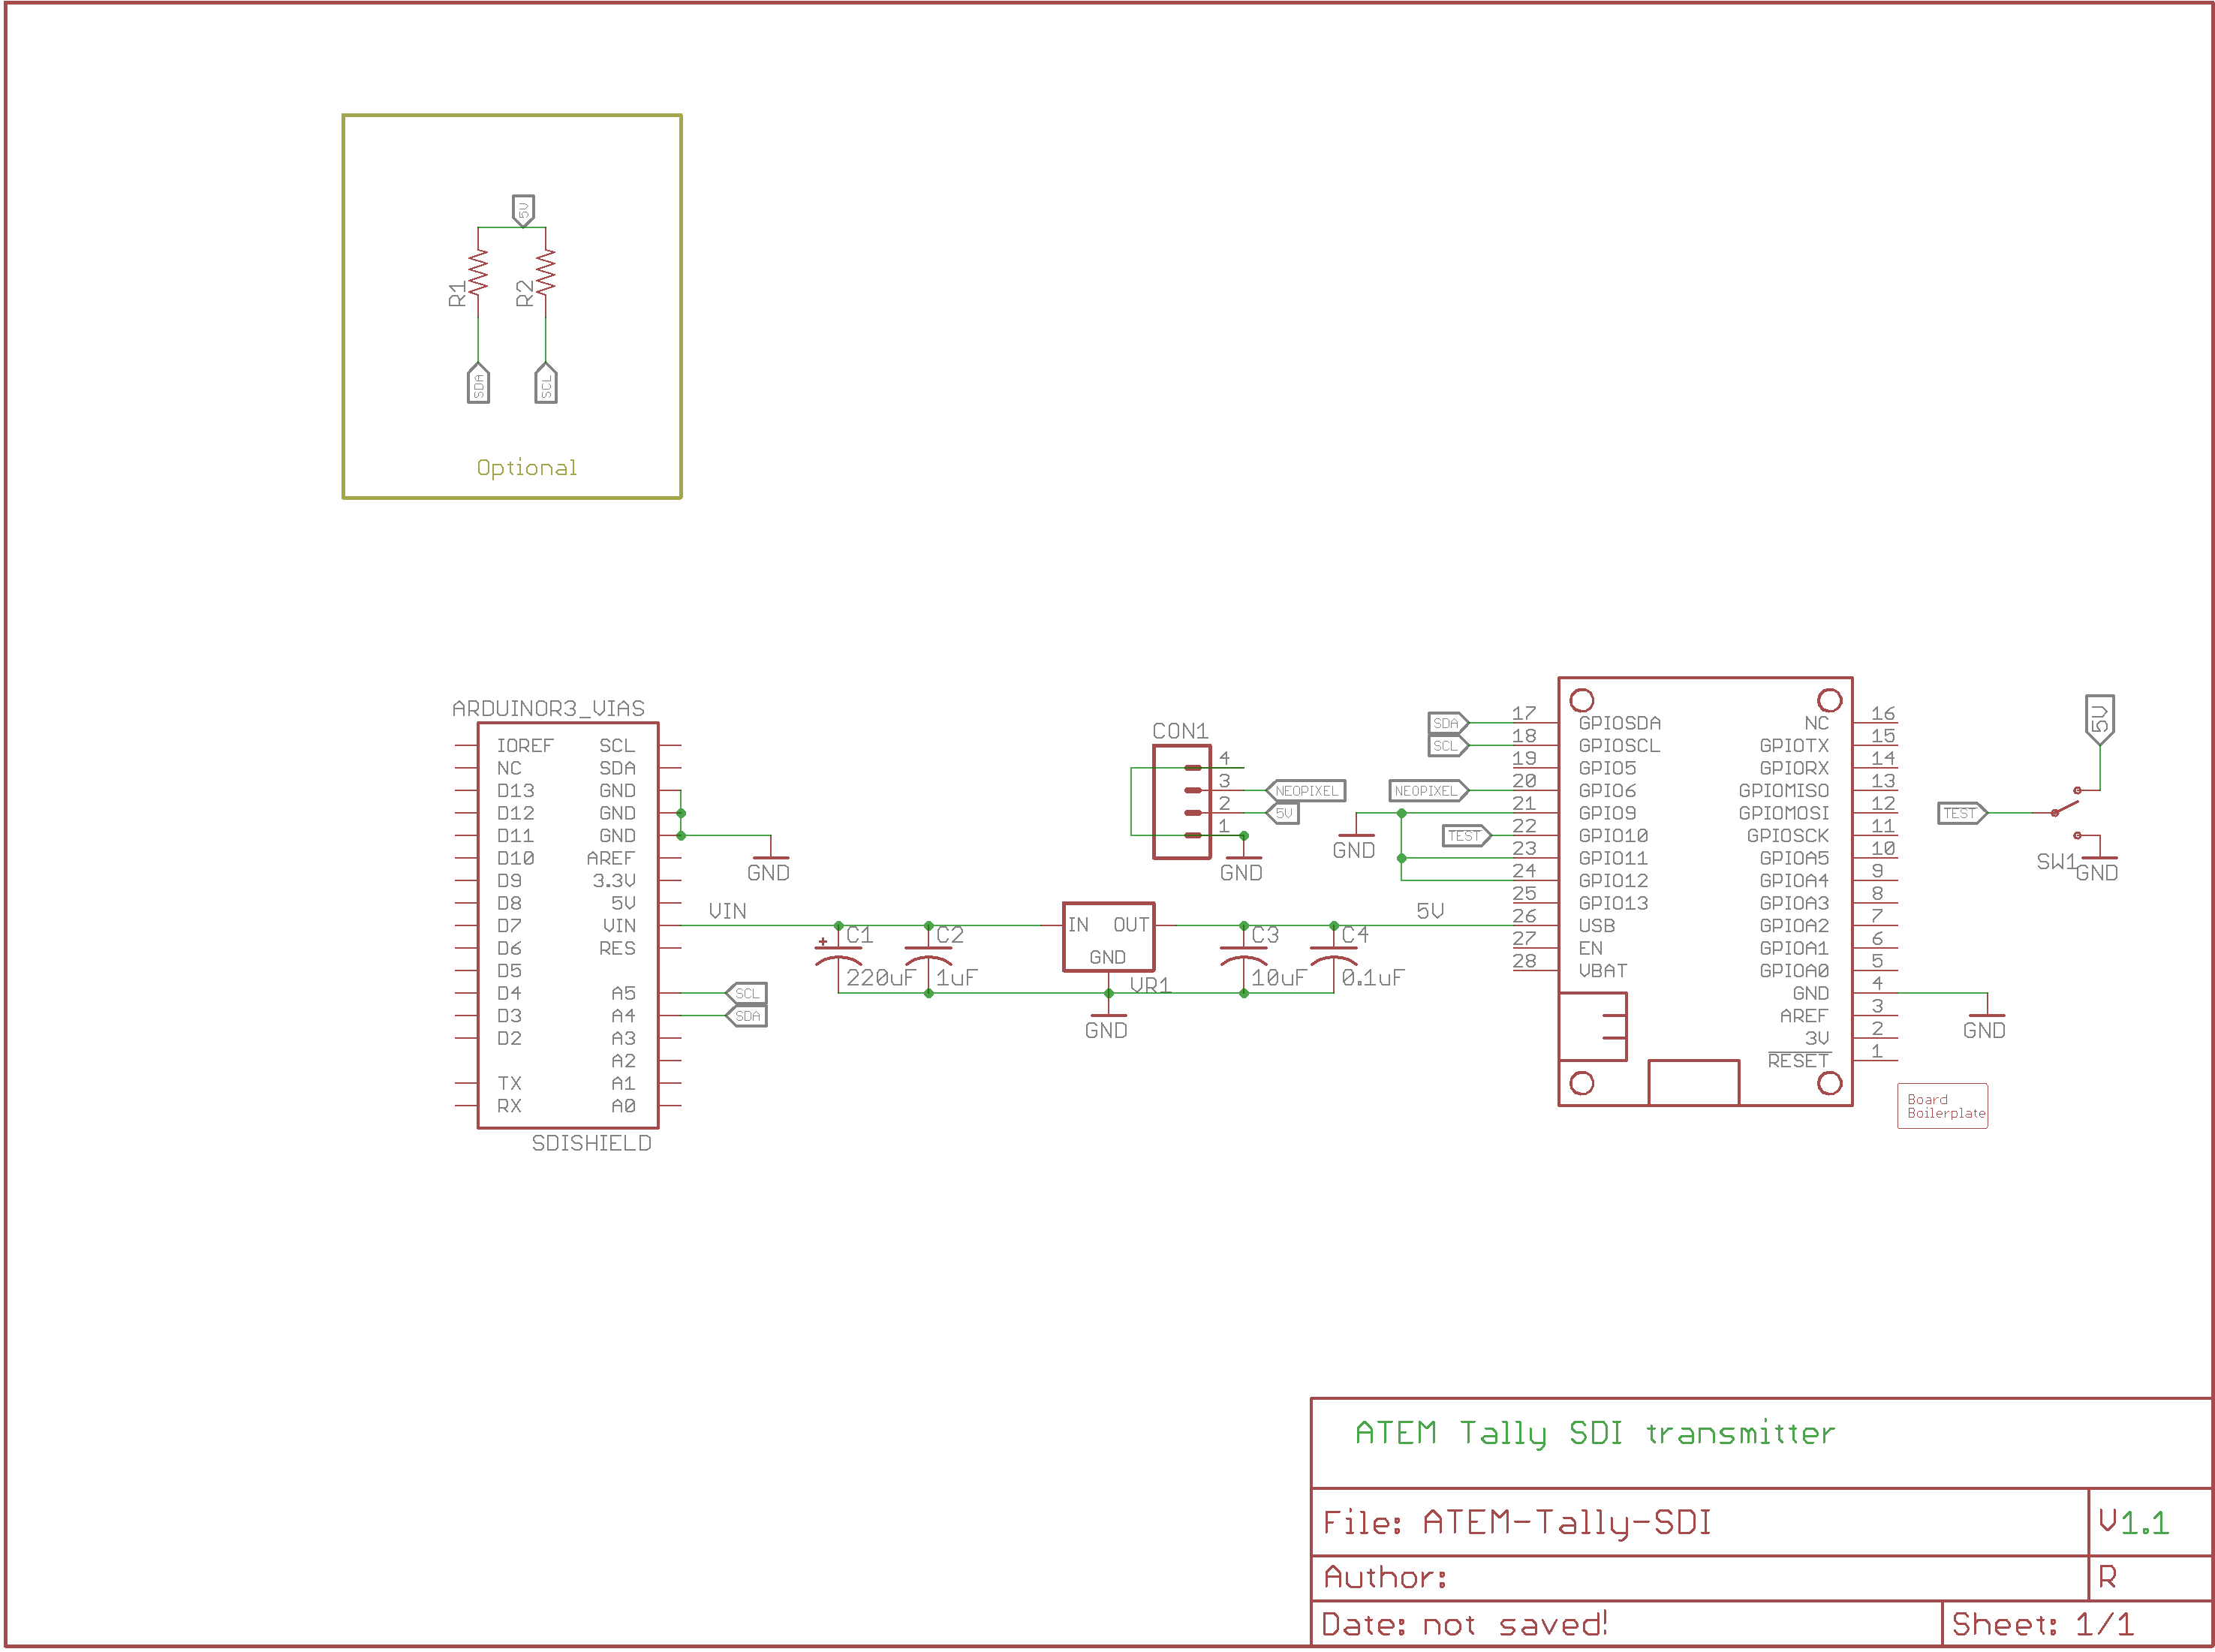 5V
R1
R2
SDA
SCL
Optional
ARDUINOR3_VIAS
IOREF SCL
NC SDA
D13 GND
D12 GND
D11 GND
D10 AREF
D9 3.3V
D8 5V
D7 VIN
D6 RES
D5
D4 A5
D3 A4
D2 A3
A2
TX A1
RX A0
SDISHIELD
GND
VIN
SCL
SDA
C1
220uF
C2
1uF
IN OUT
GND
VR1
GND
CON1
4
3
2
1
NEOPIXEL
5V
GND
C3
10uF
C4
0.1uF
5V
SDA
SCL
NEOPIXEL
TEST
GND
17 GPIOSDA NC 16
18 GPIOSCL GPIOTX 15
19 GPIO5 GPIORX 14
20 GPIO6 GPIOMISO 13
21 GPIO9 GPIOMOSI 12
22 GPIO10 GPIOSCK 11
23 GPIO11 GPIOA5 10
24 GPIO12 GPIOA4 9
25 GPIO13 GPIOA3 8
26 USB GPIOA2 7
27 EN GPIOA1 6
28 VBAT GPIOA0 5
GND 4
AREF 3
3V 2
RESET 1
GND
Board
Boilerplate
TEST
5V
SW1
GND
ATEM Tally SDI transmitter
File: ATEM-Tally-SDI V1.1
Author: R
Date: not saved! Sheet: 1/1